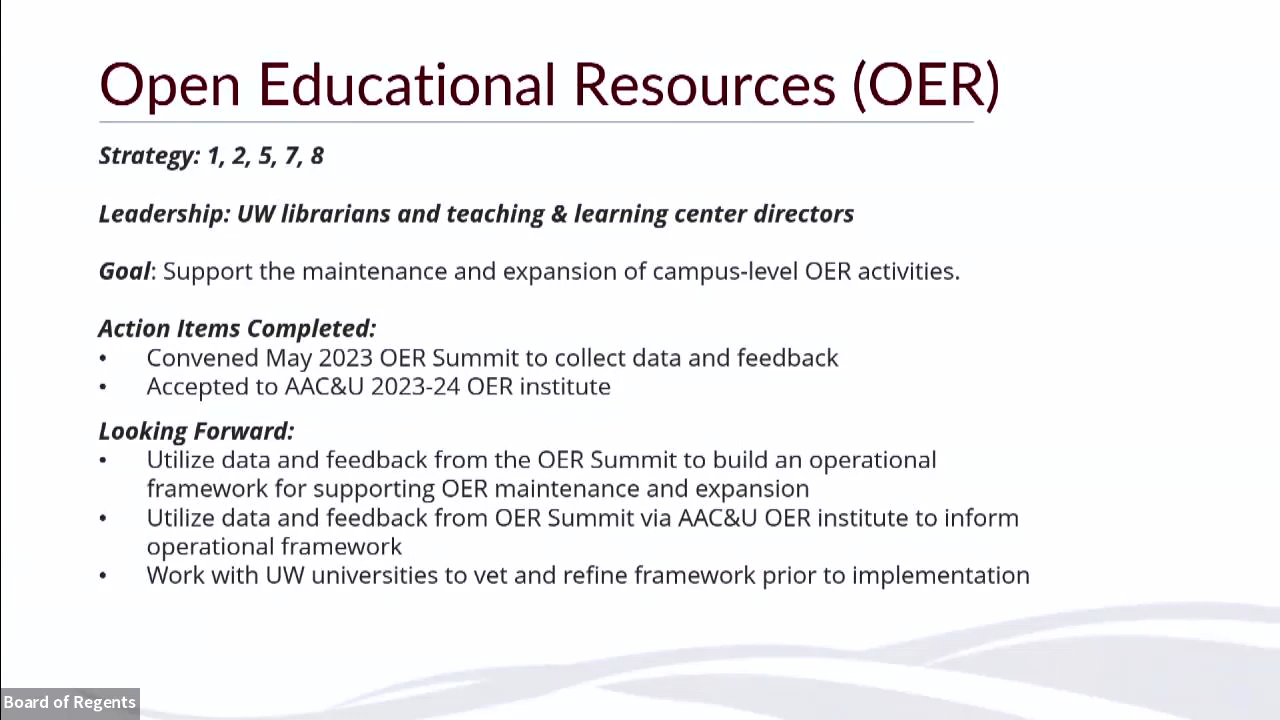 Open Educational Resources (OER)
Strategy: 1, 2, 5, 7, 8
Leadership: UW librarians and teaching & learning center directors
Goal: Support the maintenance and expansion of campus-level OER activities.
Action Items Completed:
• Convened May 2023 OER Summit to collect data and feedback
• Accepted to AAC&U 2023-24 OER institute
Looking Forward:
• Utilize data and feedback from the OER Summit to build an operational
framework for supporting OER maintenance and expansion
• Utilize data and feedback from OER Summit via AAC&U OER institute to inform
operational framework
• Work with UW universities to vet and refine framework prior to implementation
Board of Regents